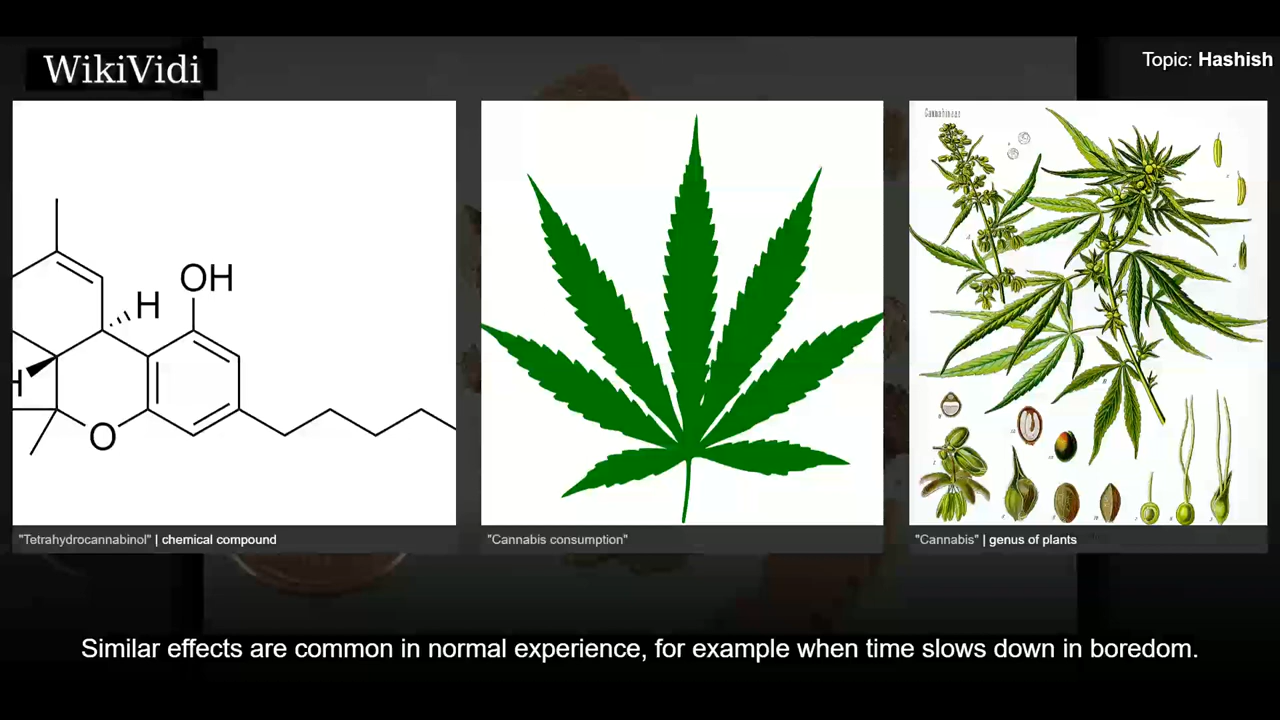 WikiVidi
Topic: Hashish
OH
H
H
O
Cannabineae
"Tetrahydrocannabinol" | chemical compound
"Cannabis consumption"
"Cannabis" | genus of plants
Similar effects are common in normal experience, for example when time slows down in boredom.